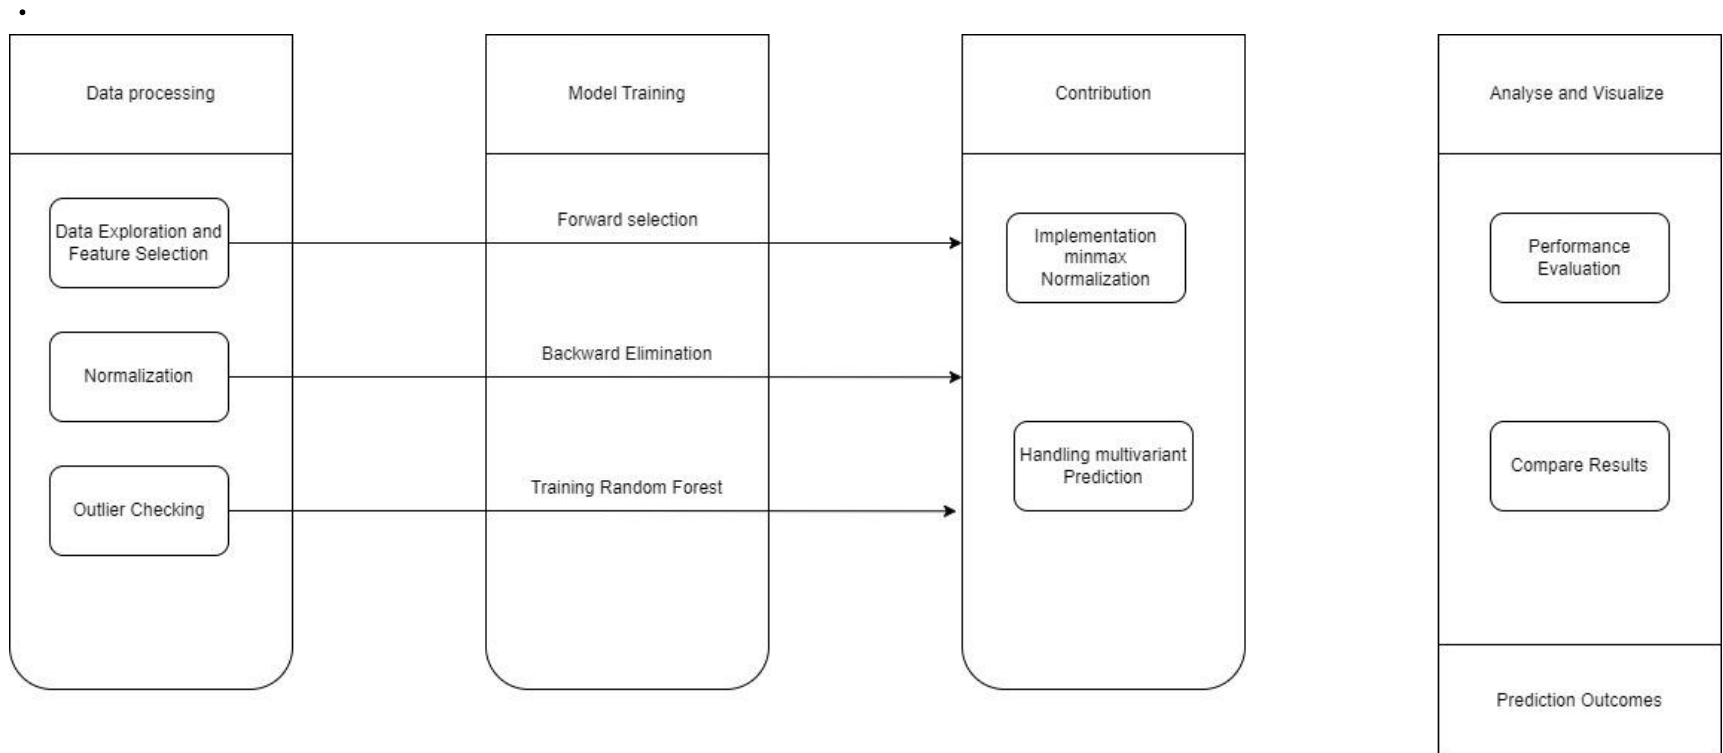 Data processing
Model Training
Contribution
Analyse and Visualize
Data Exploration and
Feature Selection
Forward selection
Implementation
minmax
Normalization
Performance
Evaluation
Normalization
Backward Elimination
Handling multivariant
Prediction
Compare Results
Outlier Checking
Training Random Forest
Prediction Outcomes